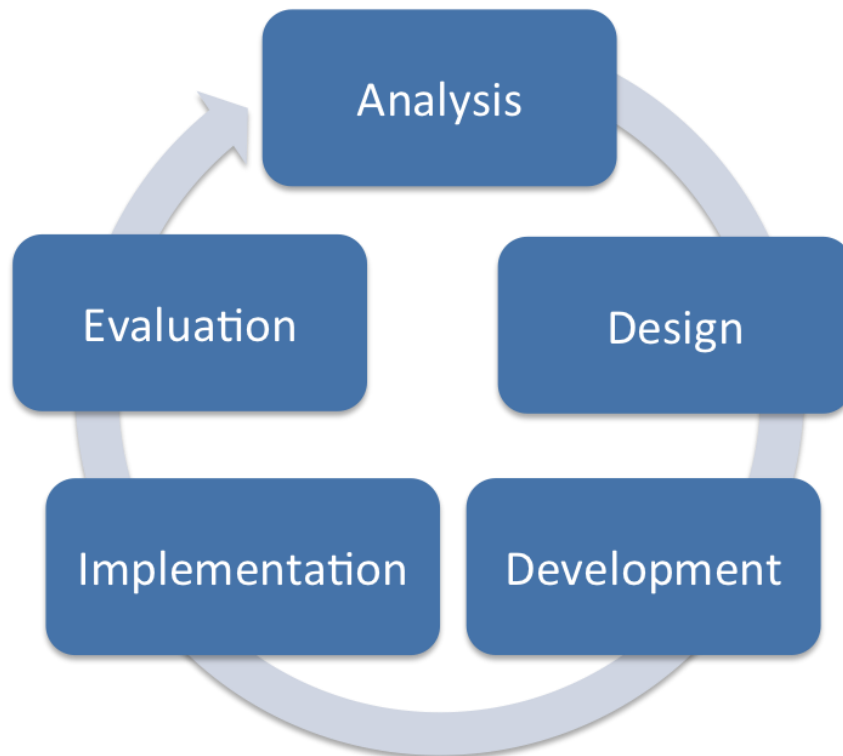 Analysis
Design
Development
Implementation
Evaluation